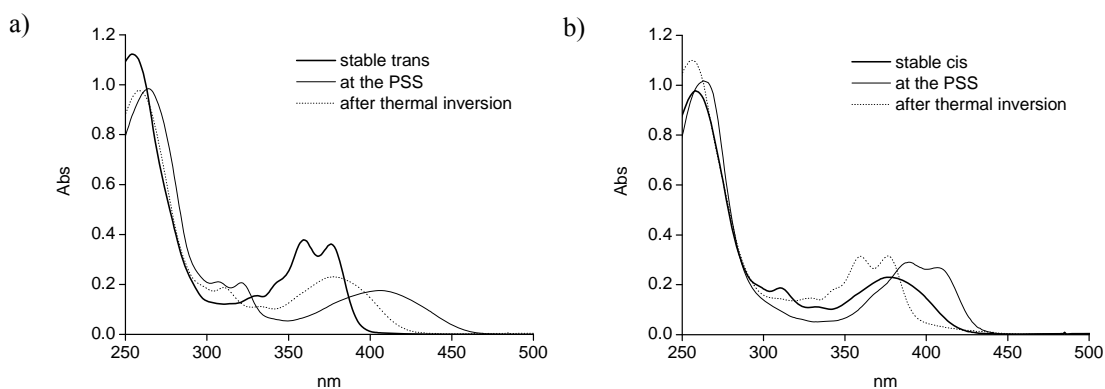 a)
1.2
1.0
0.8
0.6
0.4
0.2
0.0
Abs
250 300 350 400 450 500
nm
stable trans
at the PSS
after thermal inversion
b)
1.2
1.0
0.8
0.6
0.4
0.2
0.0
Abs
250 300 350 400 450 500
nm
stable cis
at the PSS
after thermal inversion